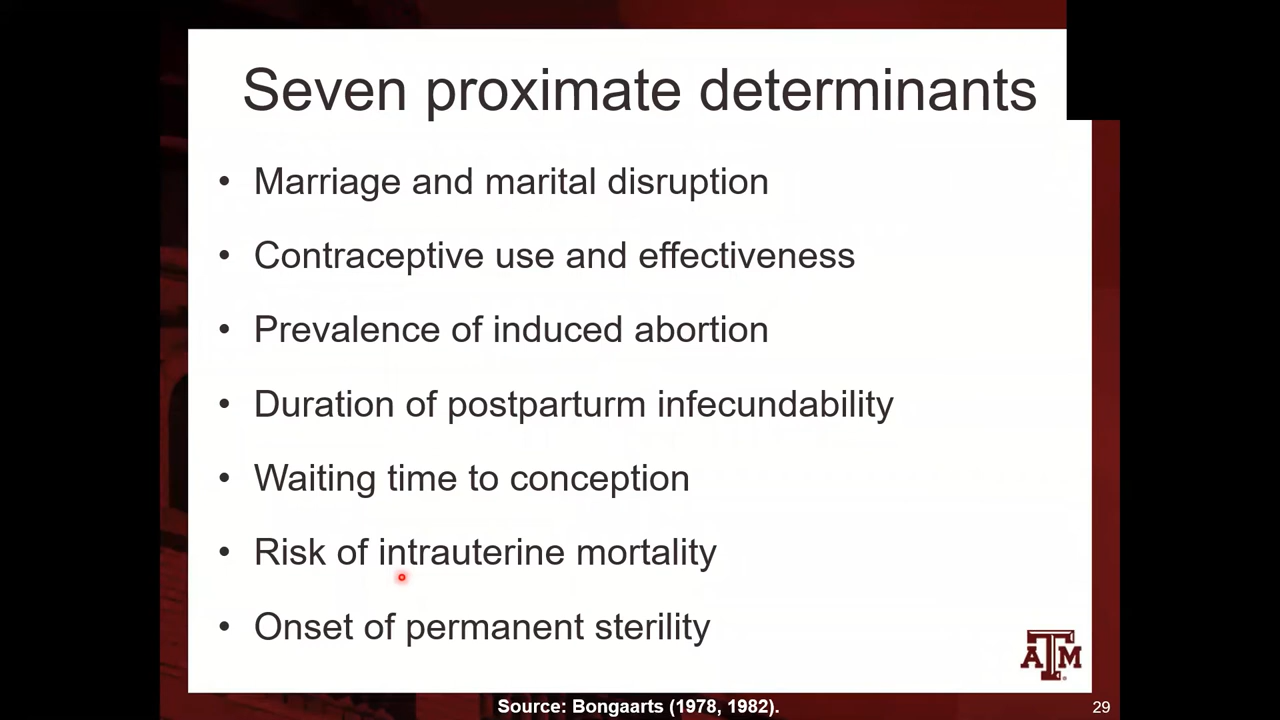 Seven proximate determinants
• Marriage and marital disruption
• Contraceptive use and effectiveness
• Prevalence of induced abortion
• Duration of postparturm infecundability
• Waiting time to conception
• Risk of intrauterine mortality
• Onset of permanent sterility
ATM
Source: Bongaarts (1978, 1982).
29